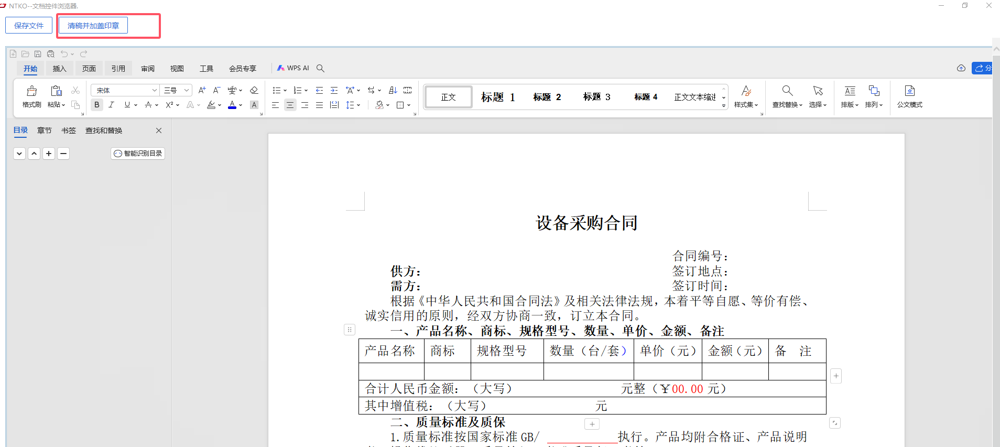 NTKO--文档控件浏览器.
保存文件
清稿并加盖印章
开始 插入 页面 引用 审阅 视图 工具 会员专享 WPS AI
格式刷 粘贴 宋体 三号
B I U A X² A A A
正文 标题 1 标题 2 标题 3 标题 4 正文文本缩进
样式集 查找替换 选择 排版 排列 公文模式
目录 章节 书签 查找和替换
智能识别目录
设备采购合同
合同编号：
供方： 签订地点：
需方： 签订时间：
根据《中华人民共和国合同法》及相关法律法规，本着平等自愿、等价有偿、
诚实信用的原则，经双方协商一致，订立本合同。
一、产品名称、商标、规格型号、数量、单价、金额、备注
产品名称 商标 规格型号 数量（台/套） 单价（元） 金额（元） 备 注
合计人民币金额：（大写） 元整（￥00.00 元）
其中增值税：（大写） 元
二、质量标准及质保
1.质量标准按国家标准 GB/ ___________执行。产品均附合格证、产品说明